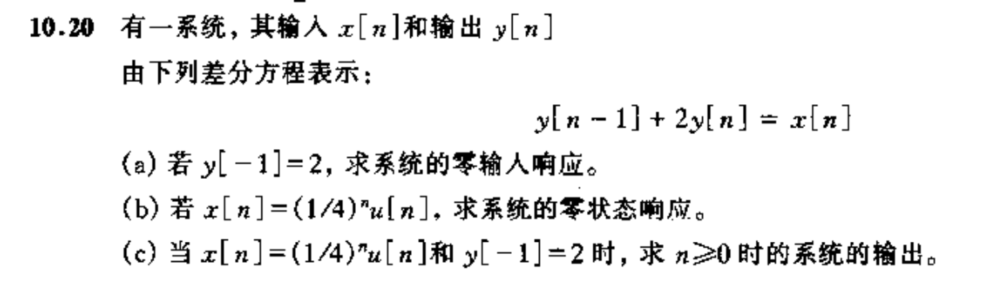 10.20 有一系统，其输入 x[n]和输出 y[n]
由下列差分方程表示：
y[n - 1] + 2y[n] = x[n]
(a) 若 y[-1]=2，求系统的零输入响应。
(b) 若 x[n]=(1/4)ⁿu[n]，求系统的零状态响应。
(c) 当 x[n]=(1/4)ⁿu[n]和 y[-1]=2 时，求 n≥0 时的系统的输出。